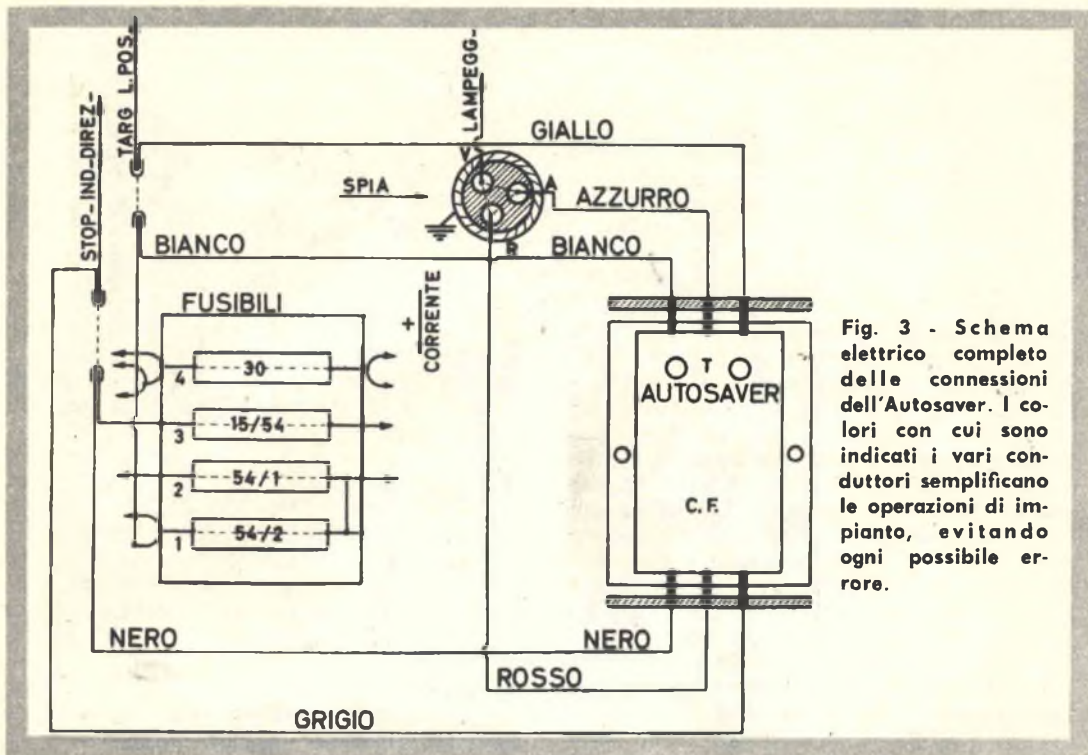 STOP-IND-DIREZ-
TARG L.POS-
LAMPEGG-
GIALLO
V
A
SPIA
AZZURRO
R
BIANCO
BIANCO
FUSIBILI
+
CORRENTE
4
30
3
15/54
2
54/1
1
54/2
T
AUTOSAVER
C.F.
NERO
NERO
ROSSO
GRIGIO
Fig. 3 - Schema
elettrico completo
delle connessioni
dell'Autosaver. I co-
lori con cui sono
indicati i vari con-
duttori semplificano
le operazioni di im-
pianto, evitando
ogni possibile er-
rore.